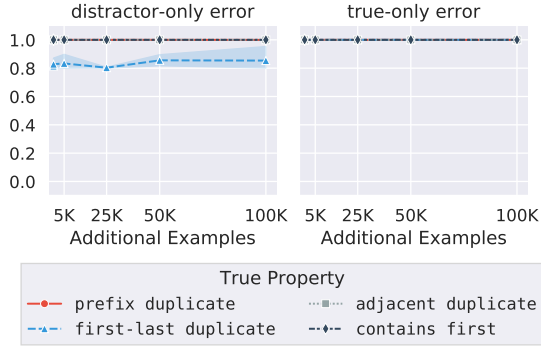 distractor-only error
true-only error
1.0
0.8
0.6
0.4
0.2
0.0
5K 25K 50K 100K
5K 25K 50K 100K
Additional Examples
Additional Examples
True Property
prefix duplicate
adjacent duplicate
first-last duplicate
contains first